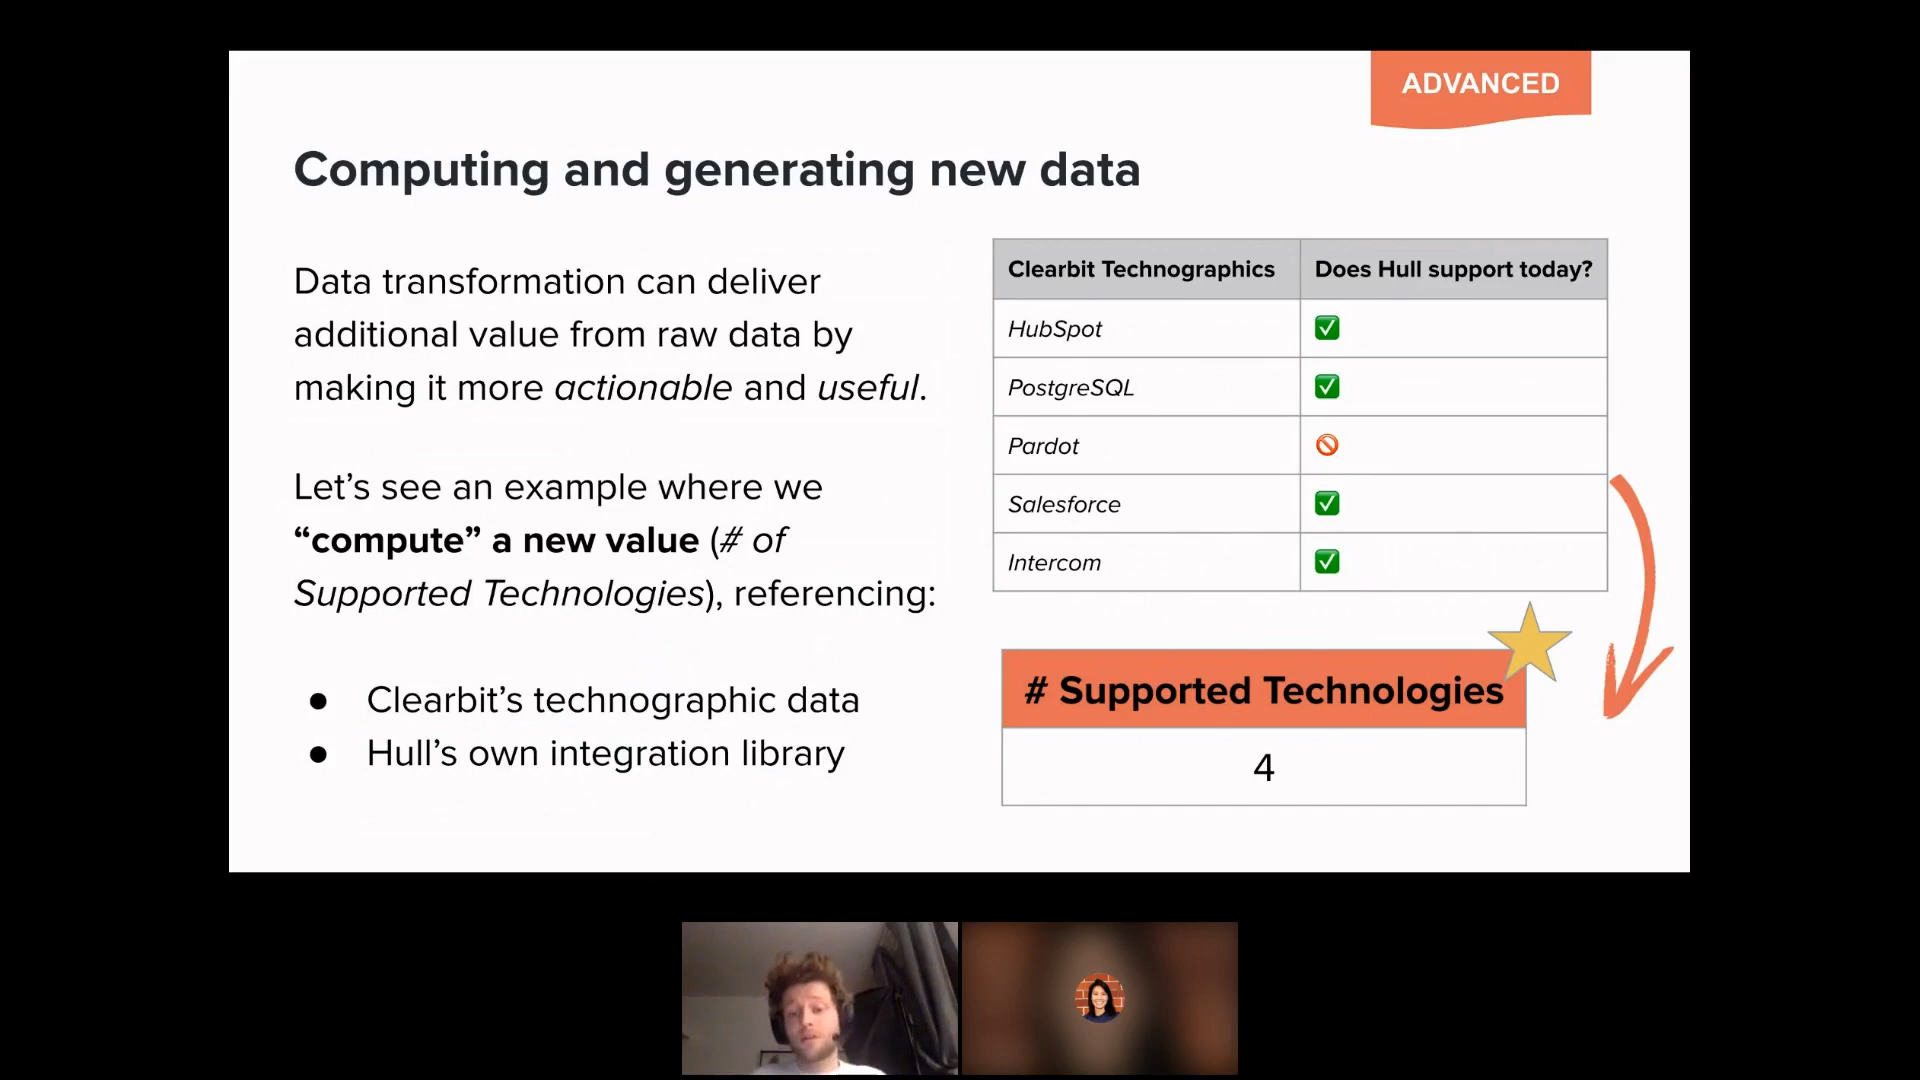 ADVANCED
Computing and generating new data
Data transformation can deliver
additional value from raw data by
making it more actionable and useful.
Let’s see an example where we
“compute” a new value (# of
Supported Technologies), referencing:
● Clearbit’s technographic data
● Hull’s own integration library
Clearbit Technographics Does Hull support today?
HubSpot ✅
PostgreSQL ✅
Pardot 🚫
Salesforce ✅
Intercom ✅
# Supported Technologies
4